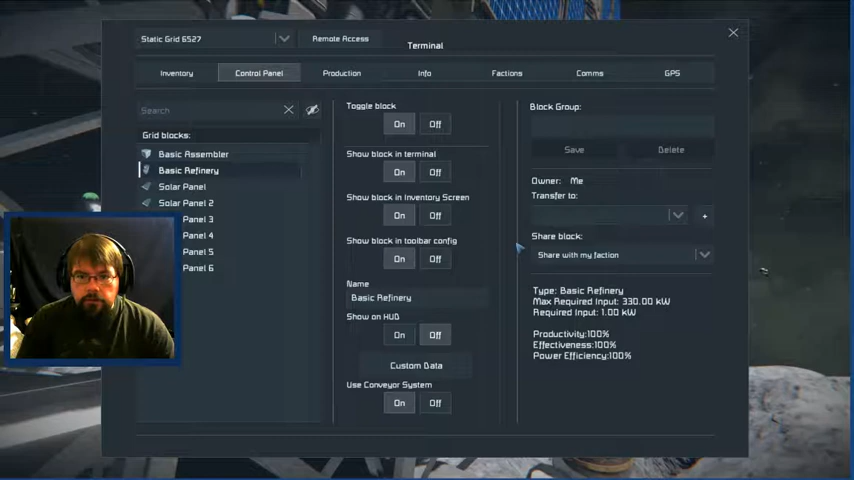 Static Grid 6527
Remote Access
Terminal
Inventory
Control Panel
Production
Info
Factions
Comms
GPS
Search
Grid blocks:
Basic Assembler
Basic Refinery
Solar Panel
Solar Panel 2
Panel 3
Panel 4
Panel 5
Panel 6
Toggle block
On Off
Show block in terminal
On Off
Show block in Inventory Screen
On Off
Show block in toolbar config
On Off
Name
Basic Refinery
Show on HUD
On Off
Custom Data
Use Conveyor System
On Off
Block Group:
Save Delete
Owner: Me
Transfer to:
+
Share block:
Share with my faction
Type: Basic Refinery
Max Required Input: 330.00 kW
Required Input: 1.00 kW
Productivity:100%
Effectiveness:100%
Power Efficiency:100%